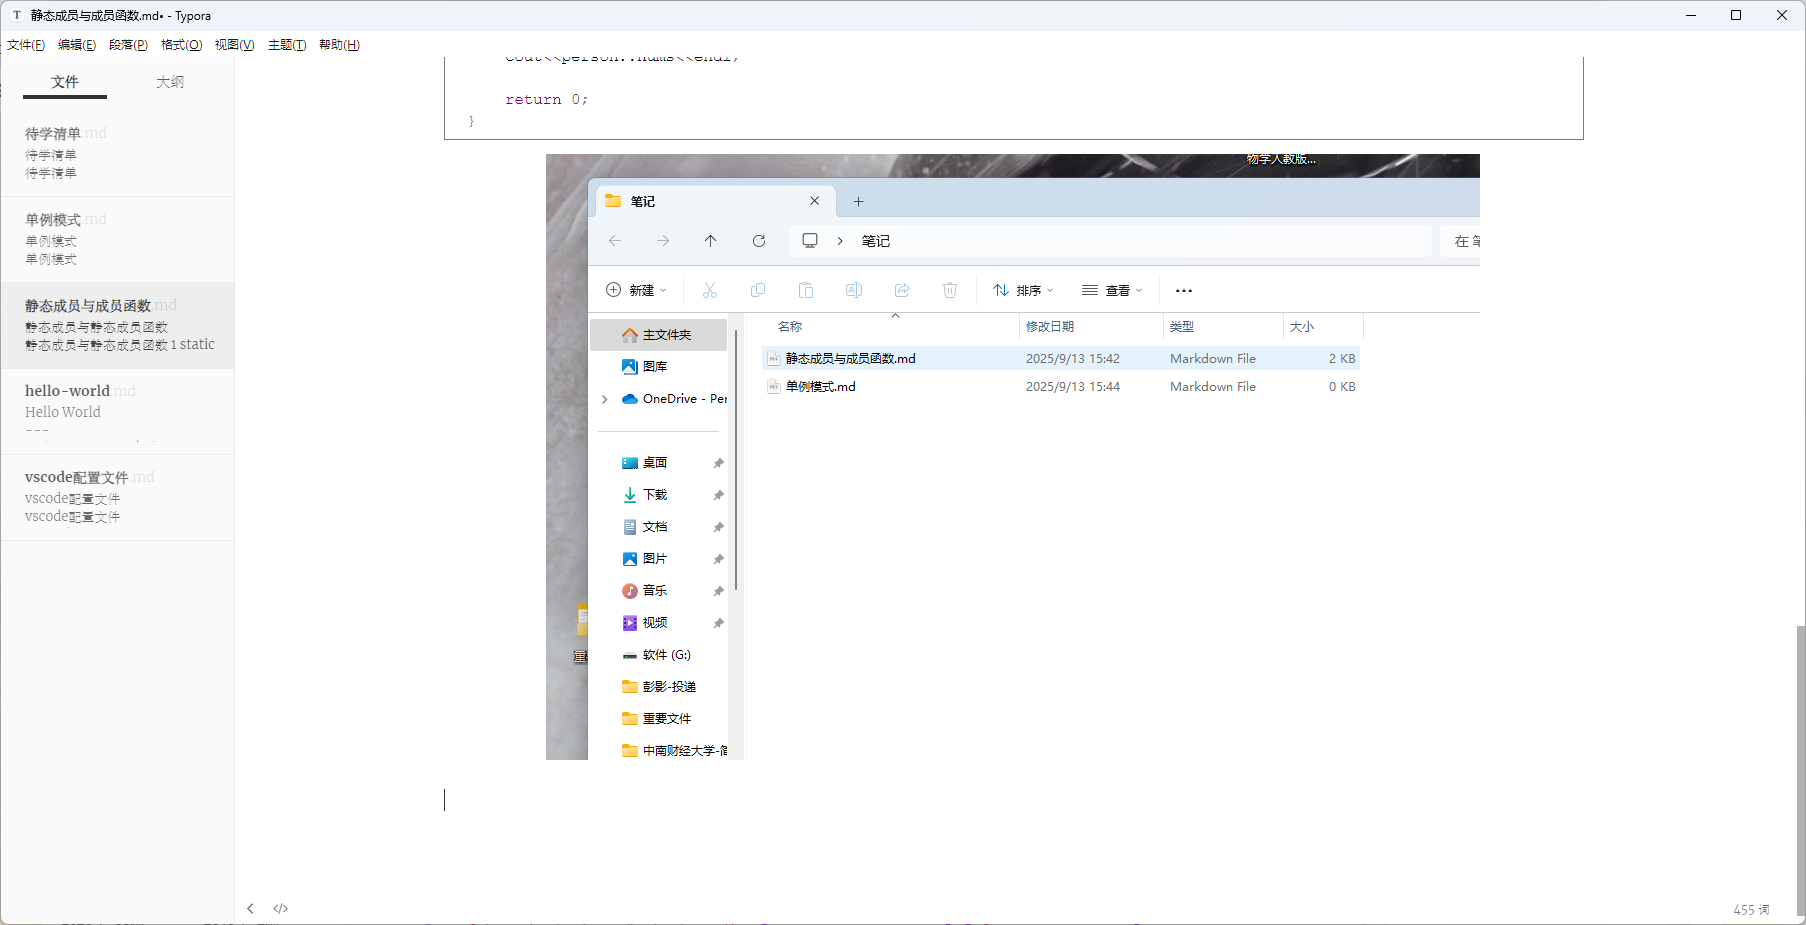 静态成员与成员函数.md• - Typora
文件(F) 编辑(E) 段落(P) 格式(O) 视图(V) 主题(T) 帮助(H)
文件 大纲
待学清单.md
待学清单
待学清单
单例模式.md
单例模式
单例模式
静态成员与成员函数.md
静态成员与静态成员函数
静态成员与静态成员函数 1 static
hello-world.md
Hello World
---
vscode配置文件.md
vscode配置文件
vscode配置文件
cout<<person::nums<<endl;
return 0;
}
物学人教版...
笔记
笔记
在 笔
新建
排序
查看
主文件夹
图库
OneDrive - Per
桌面
下载
文档
图片
音乐
视频
软件 (G:)
彭影-投递
重要文件
中南财经大学-简
名称 修改日期 类型 大小
静态成员与成员函数.md 2025/9/13 15:42 Markdown File 2 KB
单例模式.md 2025/9/13 15:44 Markdown File 0 KB
重
</> 455 词